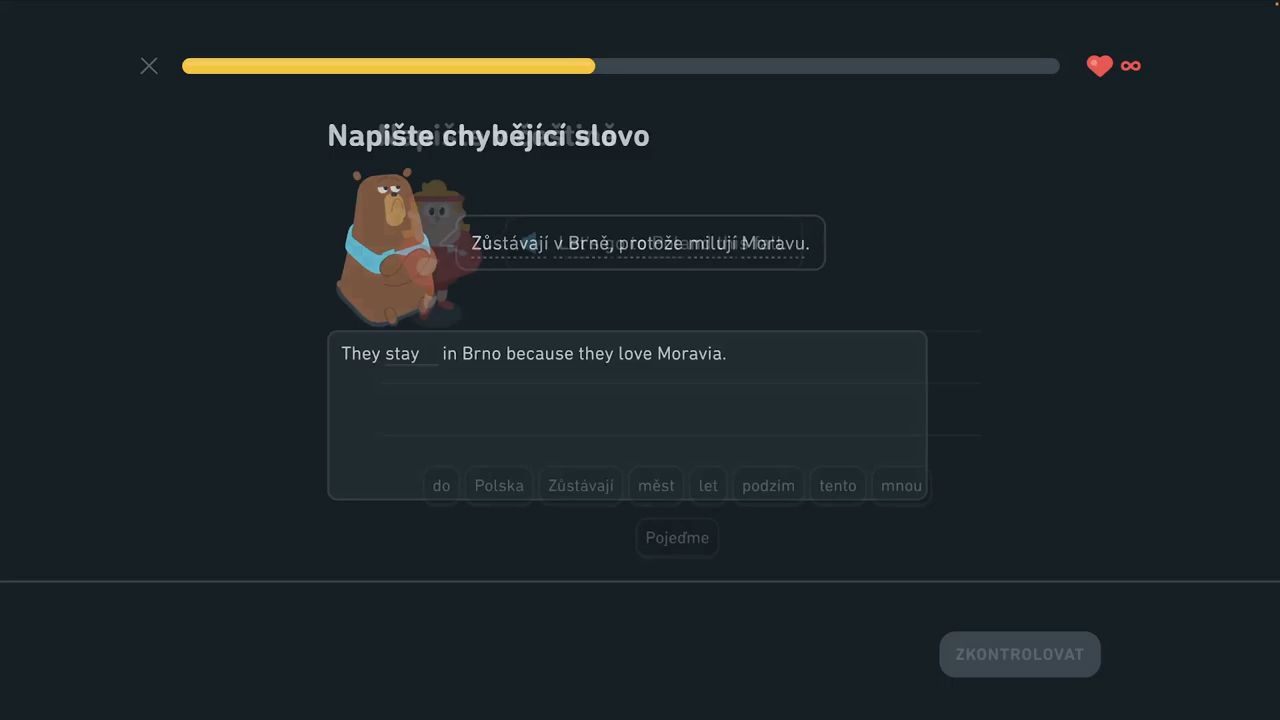 Napište chybějící slovo
Zůstávají v Brně, protože milují Moravu.
They stay in Brno because they love Moravia.
do Polska Zůstávají měst let podzim tento mnou
Pojeďme
ZKONTROLOVAT